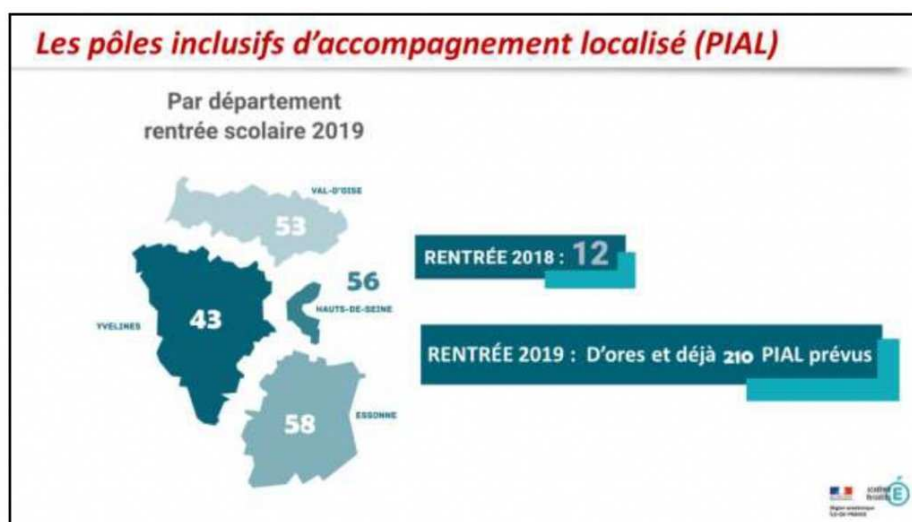 Les pôles inclusifs d'accompagnement localisé (PIAL)
Par département
rentrée scolaire 2019
VAL-D'OISE
53
56
HAUTS-DE-SEINE
YVELINES
43
ESSONNE
58
RENTRÉE 2018 : 12
RENTRÉE 2019 : D'ores et déjà 210 PIAL prévus